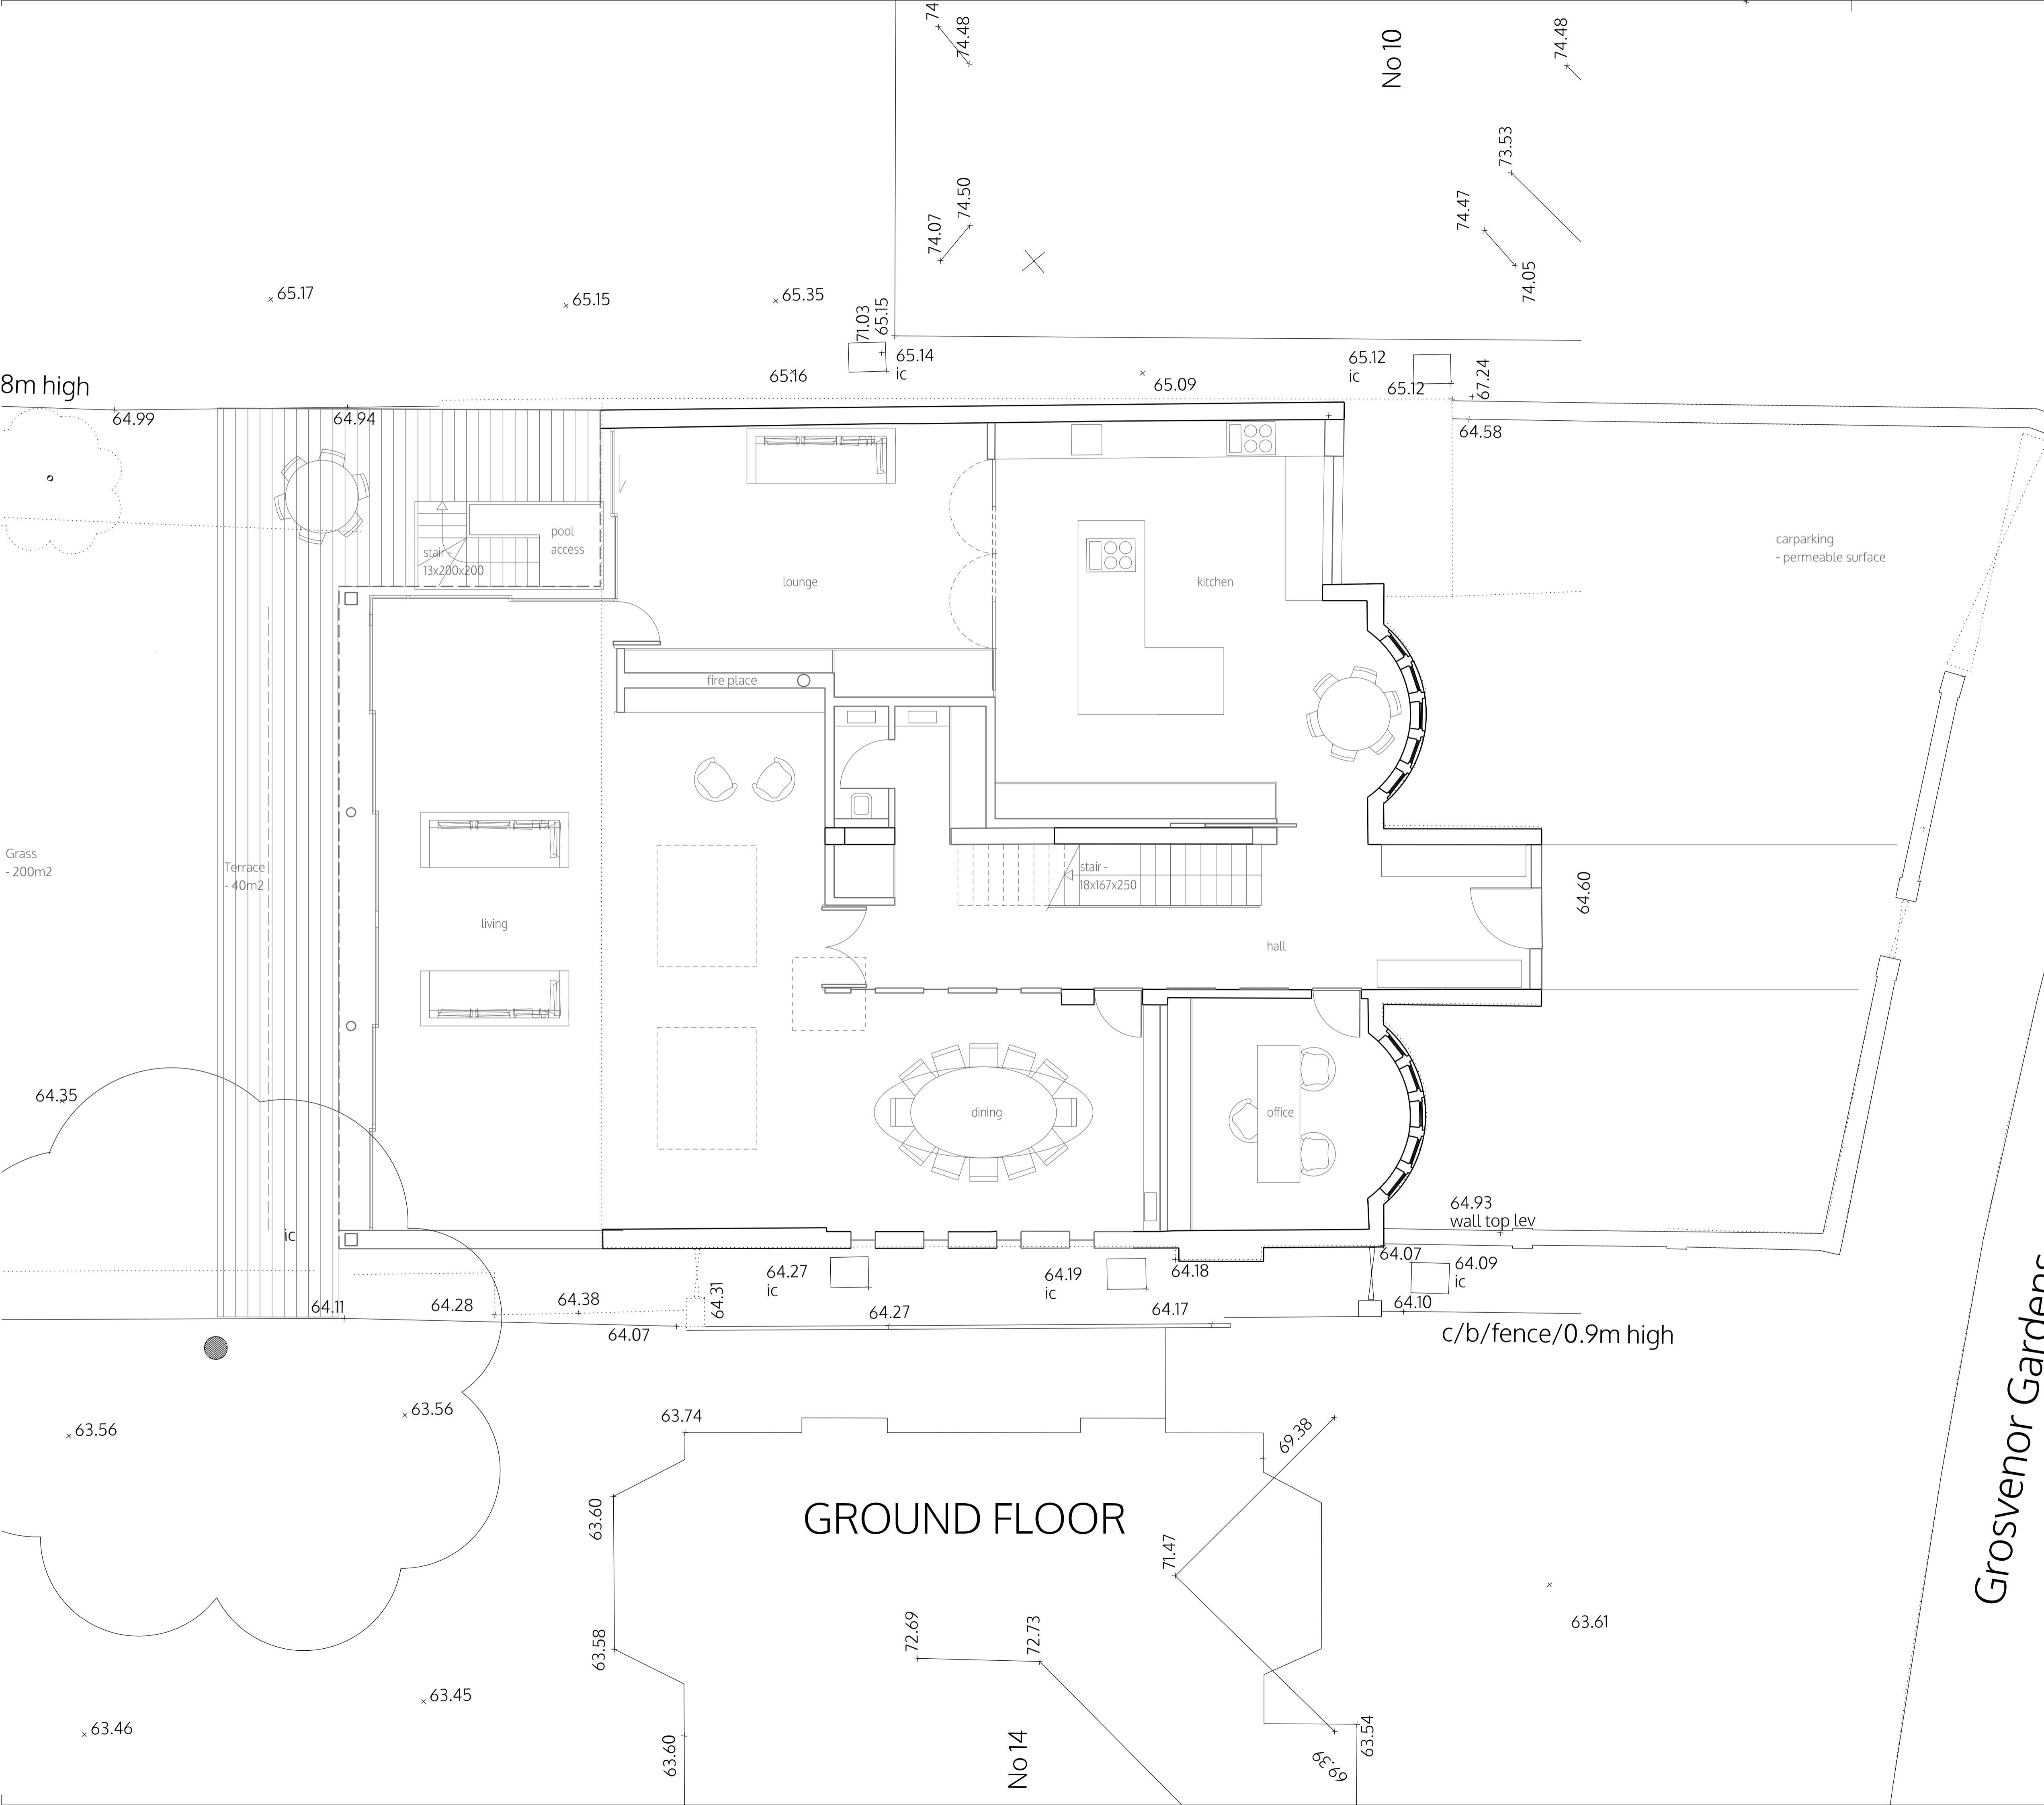 74
74.48
74.48
No 10
73.53
74.50
74.07
74.47
74.05
65.17
65.15
65.35
71.03
65.15
65.14
ic
65.16
65.09
65.12
ic
65.12
67.24
8m high
64.99
64.94
64.58
stair -
13x200x200
pool
access
lounge
kitchen
carparking
- permeable surface
fire place
Grass
- 200m2
Terrace
- 40m2
living
stair -
18x167x250
hall
64.60
64.35
dining
office
ic
64.93
wall top lev
64.07
64.09
ic
64.10
64.27
ic
64.19
ic
64.18
64.31
64.11
64.28
64.38
64.07
64.27
64.17
c/b/fence/0.9m high
Grosvenor Gardens
63.56
63.56
63.74
69.38
63.60
GROUND FLOOR
71.47
63.58
72.69
72.73
63.61
63.45
63.46
63.60
No 14
69.39
63.54